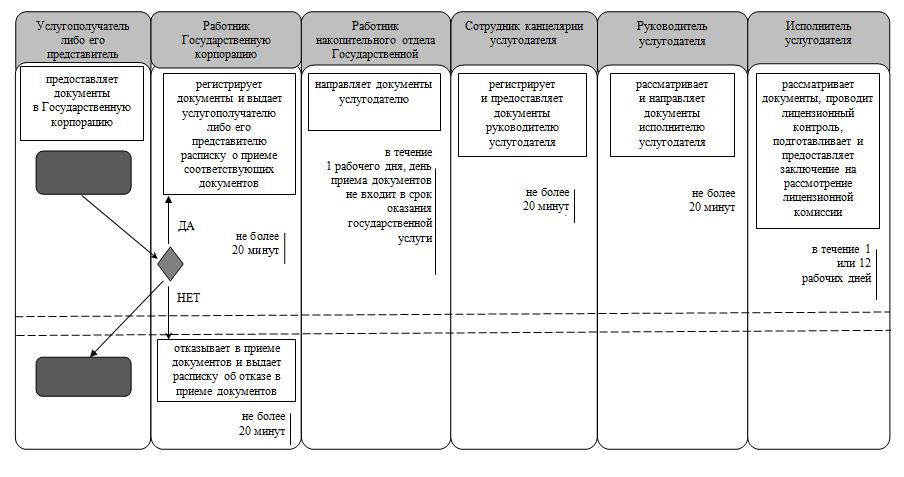 Услугополучатель
либо его
представитель
Работник
Государственную
корпорацию
Работник
накопительного отдела
Государственной
Сотрудник канцелярии
услугодателя
Руководитель
услугодателя
Исполнитель
услугодателя
предоставляет
документы
в Государственную
корпорацию
регистрирует
документы и выдает
услугополучателю
либо его
представителю
расписку о приеме
соответствующих
документов
направляет документы
услугодателю
регистрирует
и предоставляет
документы
руководителю
услугодателя
рассматривает
и направляет
документы
исполнителю
услугодателя
рассматривает
документы, проводит
лицензионный
контроль,
подготавливает и
предоставляет
заключение на
рассмотрение
лицензионной
комиссии
ДА
не более
20 минут
в течение
1 рабочего дня, день
приема документов
не входит в срок
оказания
государственной
услуги
не более
20 минут
не более
20 минут
в течение 1
или 12
рабочих дней
НЕТ
отказывает в приеме
документов и выдает
расписку об отказе в
приеме документов
не более
20 минут